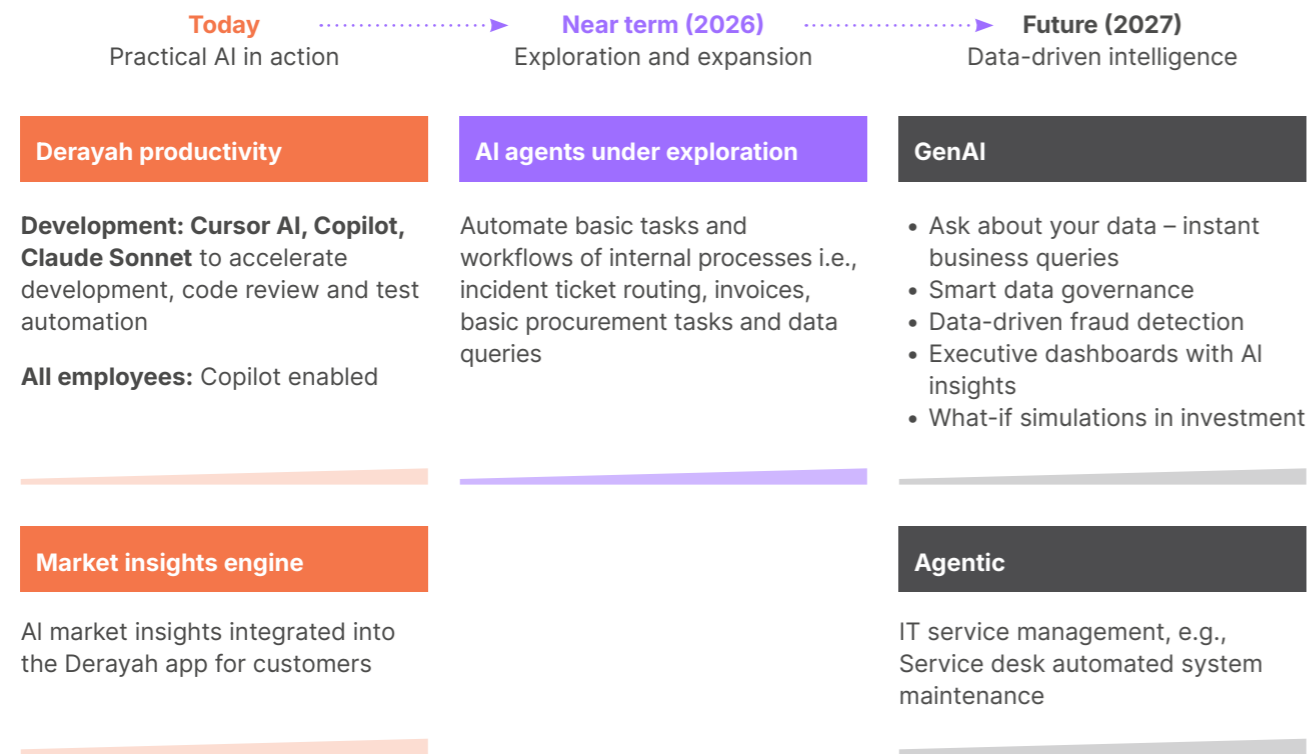 Today
Practical AI in action
Near term (2026)
Exploration and expansion
Future (2027)
Data-driven intelligence
Derayah productivity
Development: Cursor AI, Copilot,
Claude Sonnet to accelerate
development, code review and test
automation
All employees: Copilot enabled
AI agents under exploration
Automate basic tasks and
workflows of internal processes i.e.,
incident ticket routing, invoices,
basic procurement tasks and data
queries
GenAI
• Ask about your data – instant
business queries
• Smart data governance
• Data-driven fraud detection
• Executive dashboards with AI
insights
• What-if simulations in investment
Market insights engine
AI market insights integrated into
the Derayah app for customers
Agentic
IT service management, e.g.,
Service desk automated system
maintenance